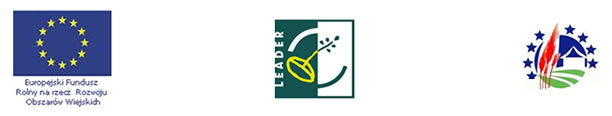 Europejski Fundusz
Rolny na rzecz Rozwoju
Obszarów Wiejskich
LEADER